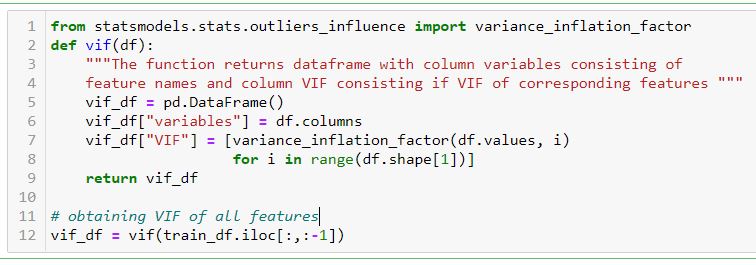 1 from statsmodels.stats.outliers_influence import variance_inflation_factor
2 def vif(df):
3     """The function returns dataframe with column variables consisting of
4     feature names and column VIF consisting if VIF of corresponding features """
5     vif_df = pd.DataFrame()
6     vif_df["variables"] = df.columns
7     vif_df["VIF"] = [variance_inflation_factor(df.values, i)
8                     for i in range(df.shape[1])]
9     return vif_df
10
11 # obtaining VIF of all features
12 vif_df = vif(train_df.iloc[:,:-1])